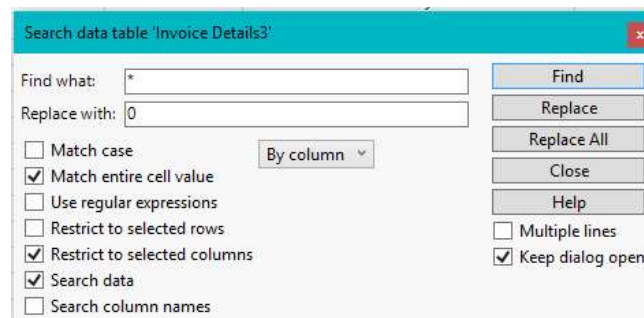 Search data table 'Invoice Details3'
x
Find what: *
Replace with: 0
Match case
By column
Match entire cell value
Use regular expressions
Restrict to selected rows
Restrict to selected columns
Search data
Search column names
Find
Replace
Replace All
Close
Help
Multiple lines
Keep dialog open